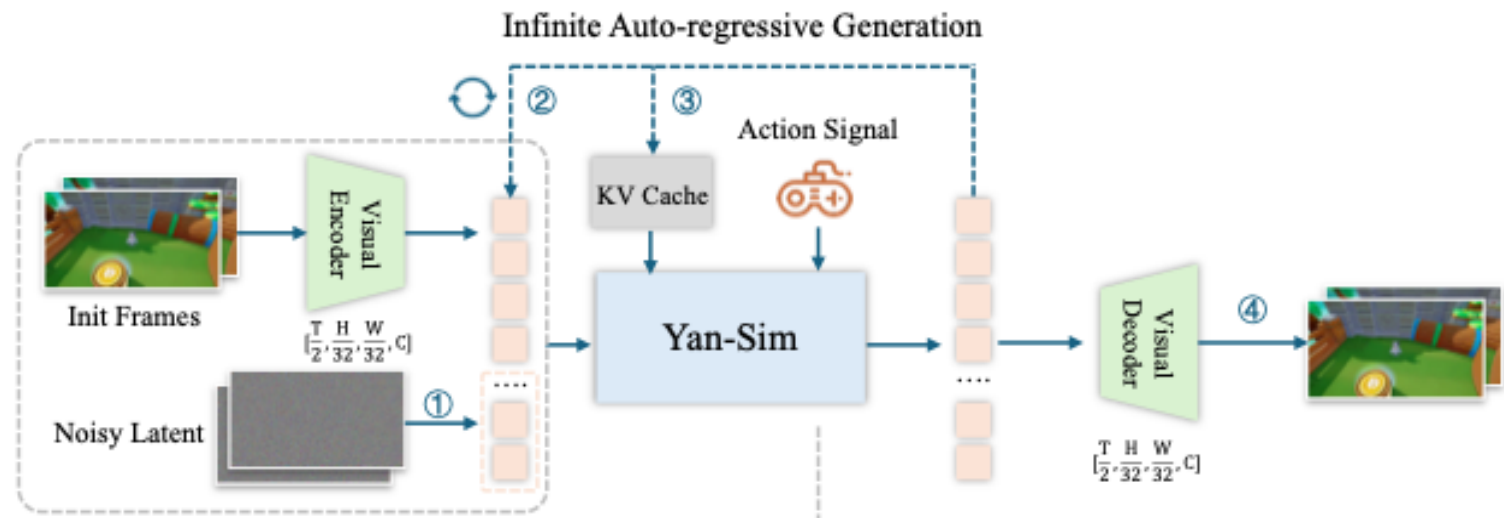 Infinite Auto-regressive Generation
②
③
Action Signal
KV Cache
Visual
Encoder
Init Frames
[T/2, H/32, W/32, C]
Yan-Sim
Visual
Decoder
④
....
....
Noisy Latent
①
[T/2, H/32, W/32, C]